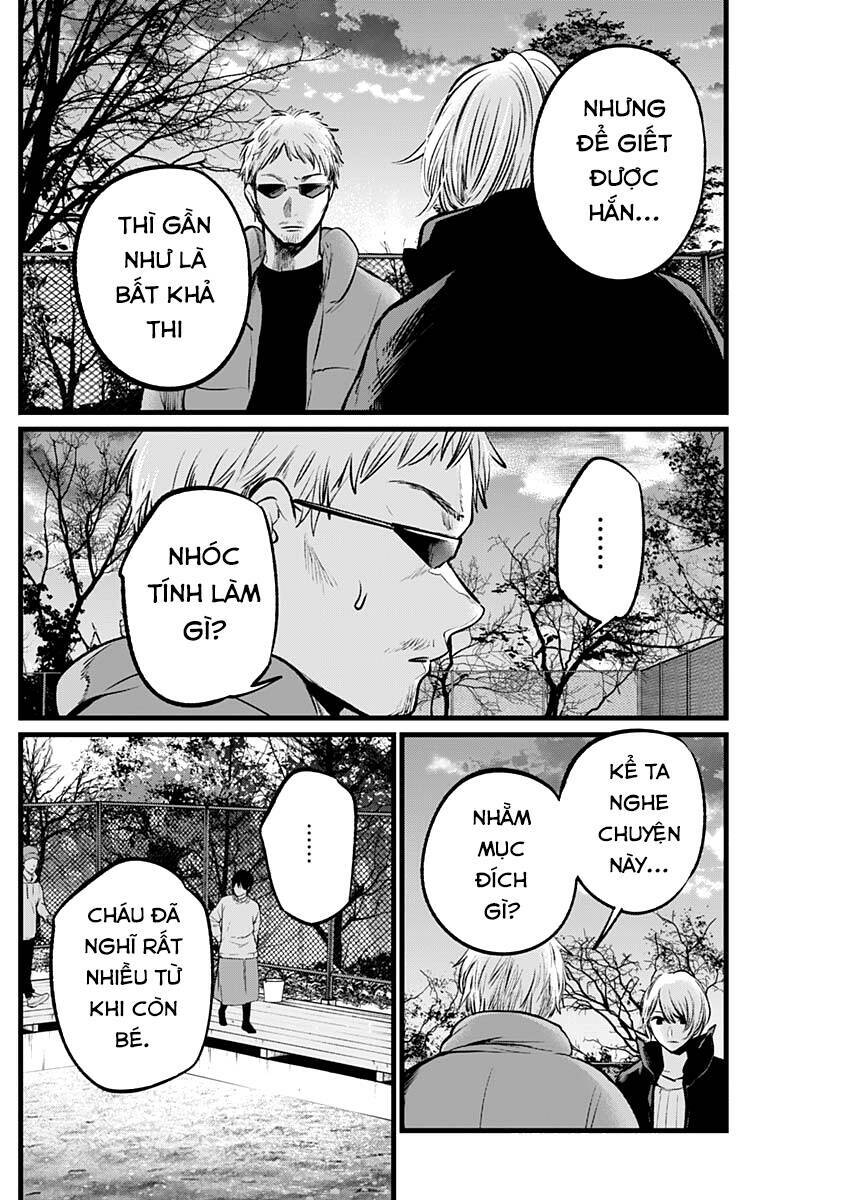 NHƯNG
ĐỂ GIẾT
ĐƯỢC
HẮN...
THÌ GẦN
NHƯ LÀ
BẤT KHẢ
THI
......
NHÓC
TÍNH LÀM
GÌ?
KỂ TA
NGHE
CHUYỆN
NÀY...
NHẰM
MỤC
ĐÍCH
GÌ?
......
CHÁU ĐÃ
NGHĨ RẤT
NHIỀU TỪ
KHI CÒN
BÉ.